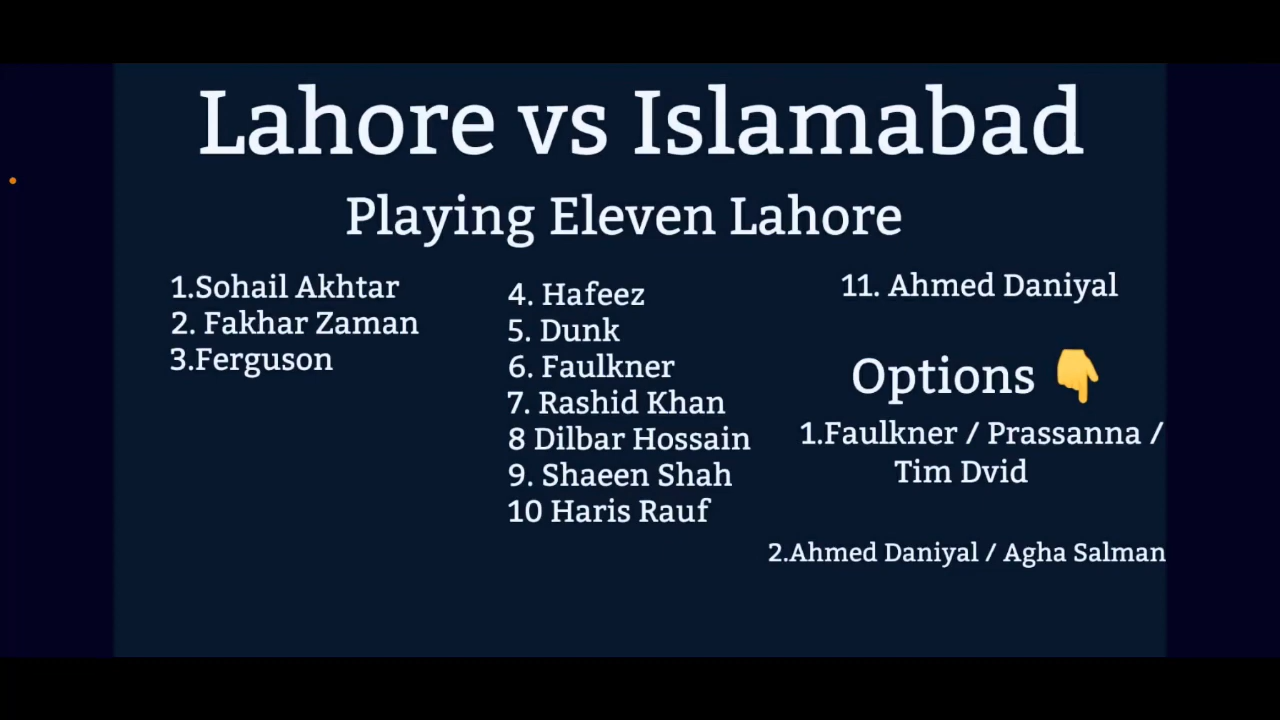 Lahore vs Islamabad
Playing Eleven Lahore
1.Sohail Akhtar
2. Fakhar Zaman
3.Ferguson
4. Hafeez
5. Dunk
6. Faulkner
7. Rashid Khan
8 Dilbar Hossain
9. Shaeen Shah
10 Haris Rauf
11. Ahmed Daniyal
Options 👇
1.Faulkner / Prassanna /
Tim Dvid
2.Ahmed Daniyal / Agha Salman